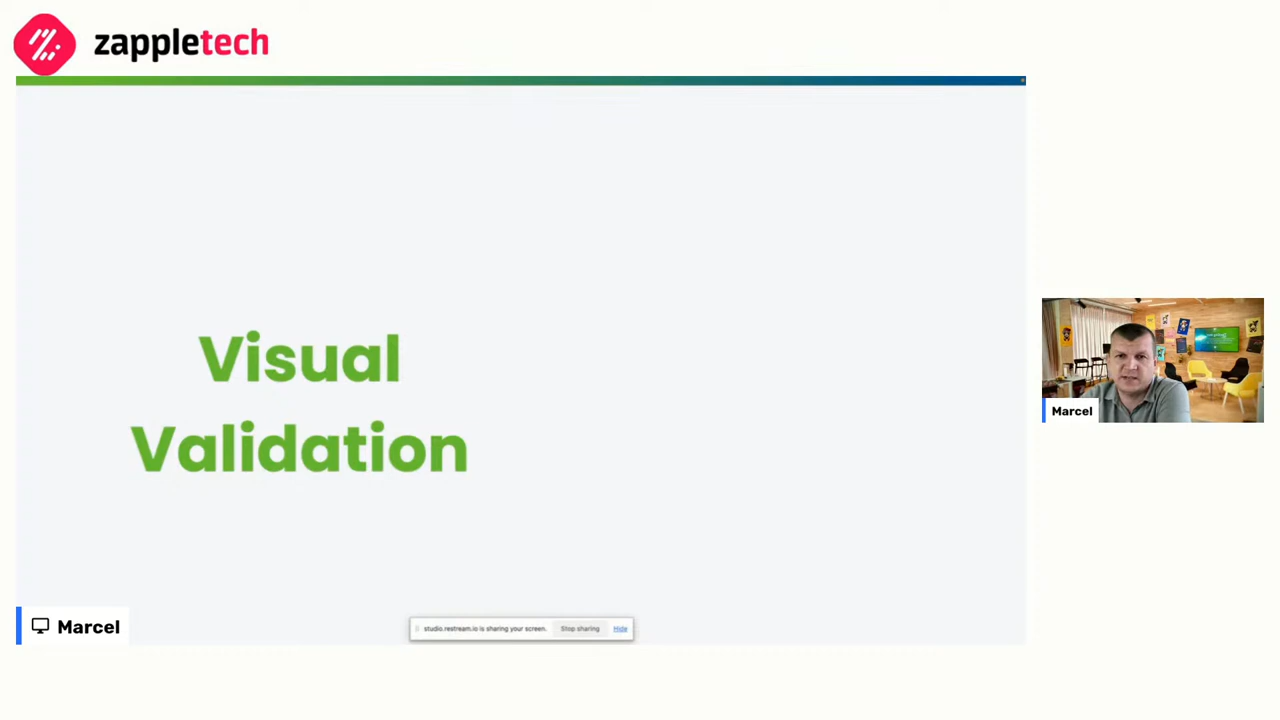 zappletech
Visual
Validation
Marcel
studio.restream.io is sharing your screen.
Stop sharing
Hide
Marcel